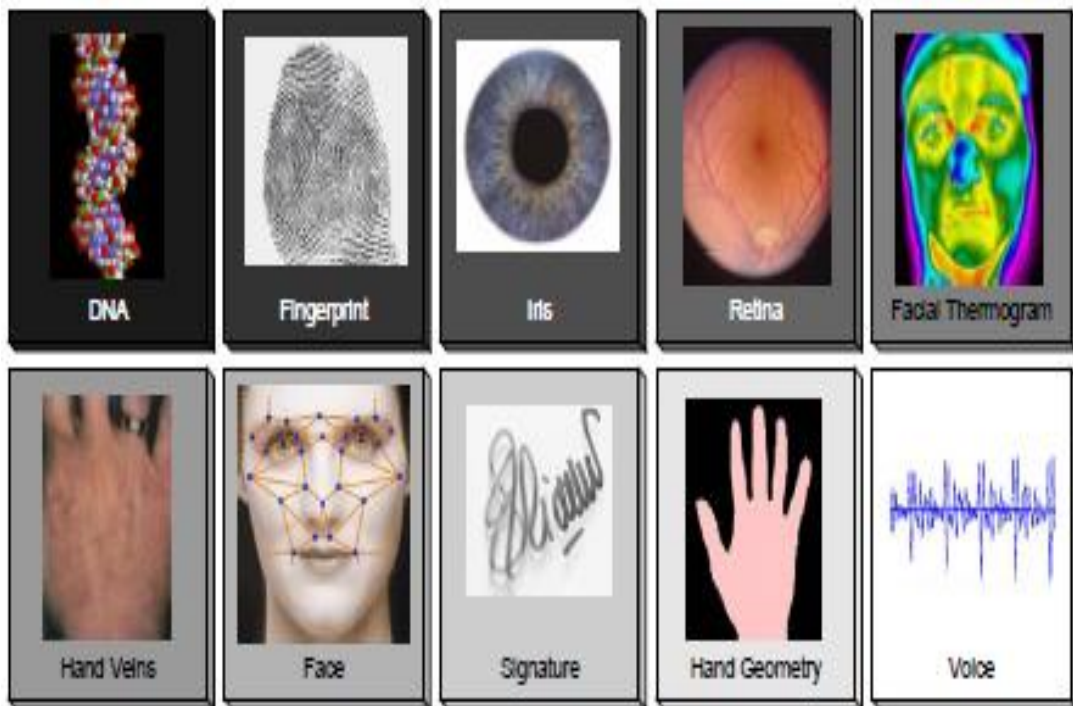 DNA
Fingerprint
Iris
Retina
Facial Thermogram
Hand Veins
Face
Signature
Hand Geometry
Voice